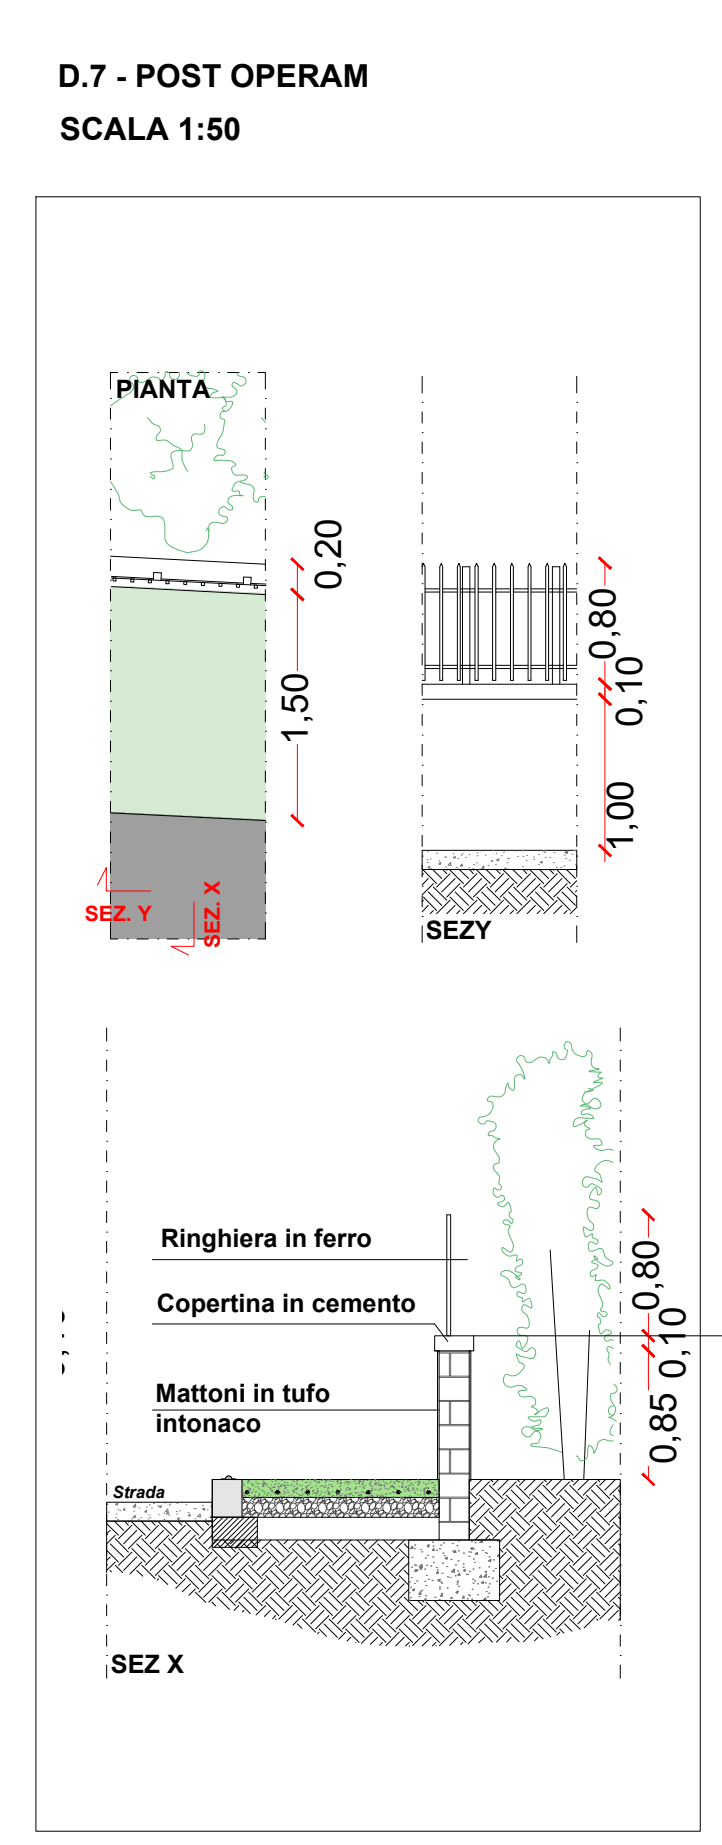 D.7 - POST OPERAM
SCALA 1:50
PIANTA
0,20
1,50
SEZ. Y
SEZ. X
0,80
0,10
1,00
SEZY
Ringhiera in ferro
Copertina in cemento
Mattoni in tufo
intonaco
Strada
0,80
0,10
0,85
SEZ X